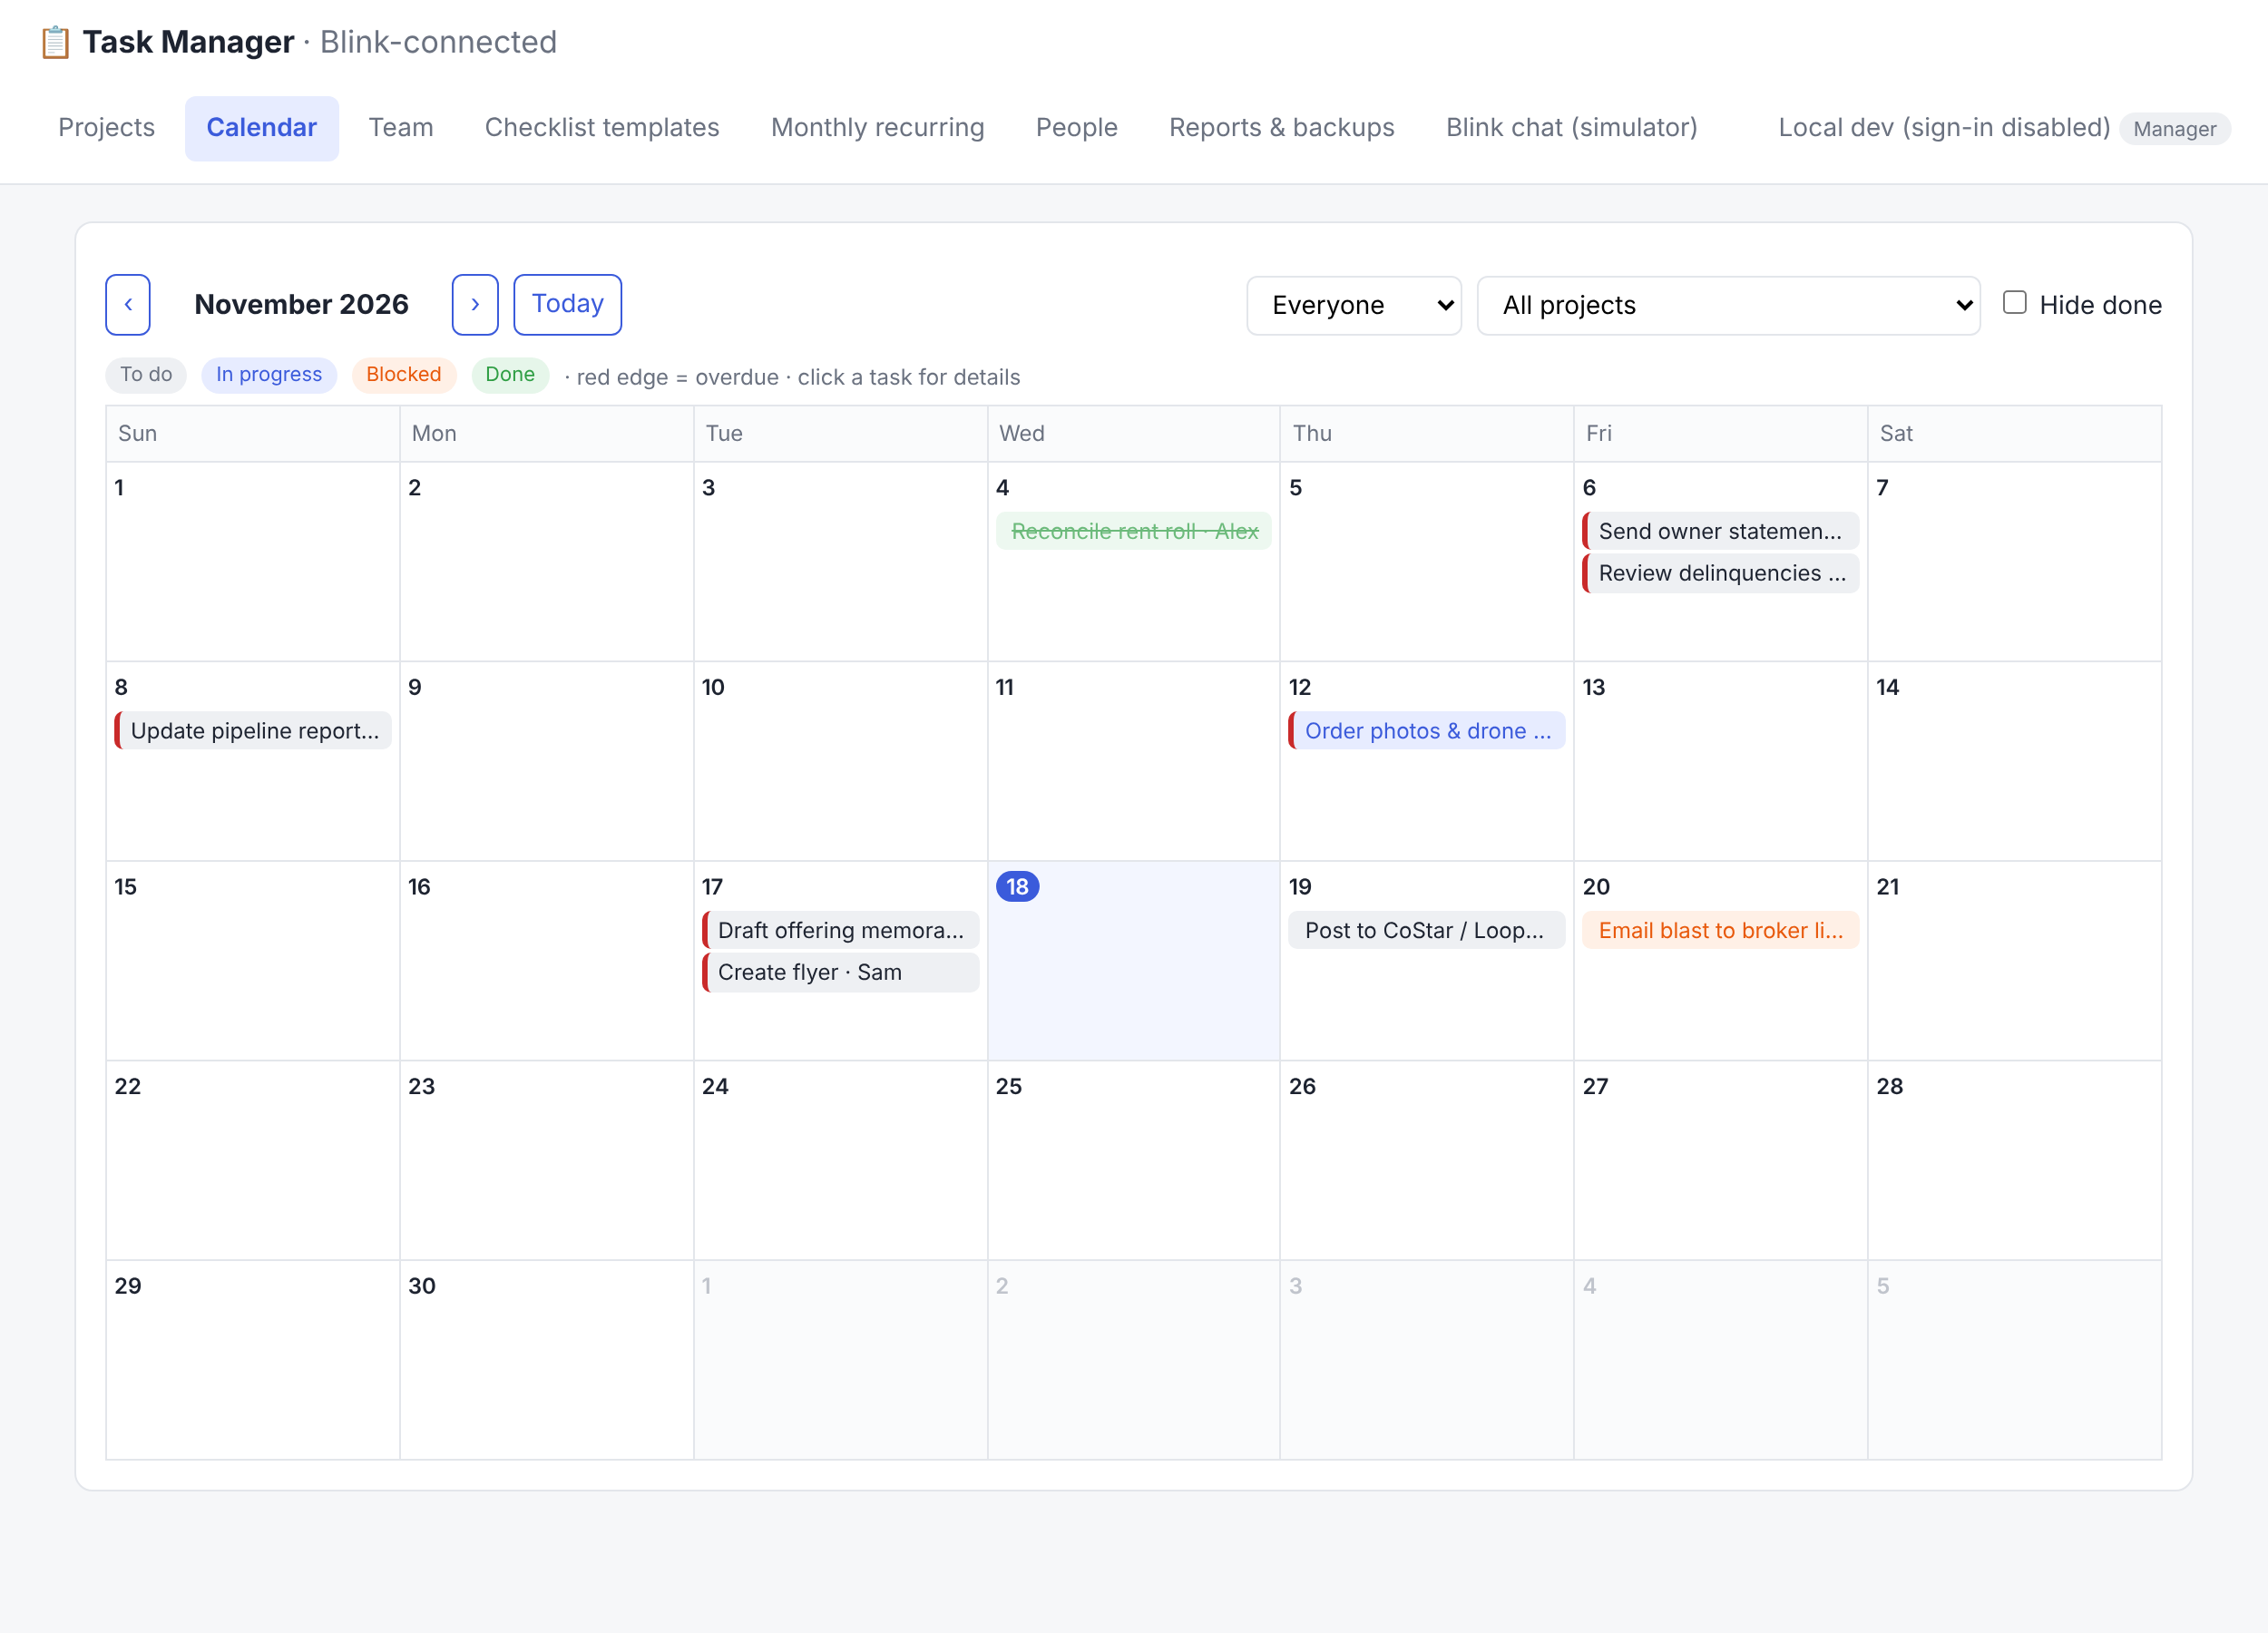 📋 Task Manager · Blink-connected
Projects Calendar Team Checklist templates Monthly recurring People Reports & backups Blink chat (simulator) Local dev (sign-in disabled) Manager
‹ November 2026 › Today Everyone All projects Hide done
To do In progress Blocked Done · red edge = overdue · click a task for details
Sun Mon Tue Wed Thu Fri Sat
1 2 3 4 5 6 7
Reconcile rent roll · Alex Send owner statemen...
Review delinquencies ...
8 9 10 11 12 13 14
Update pipeline report... Order photos & drone ...
15 16 17 18 19 20 21
Draft offering memora... Post to CoStar / Loop... Email blast to broker li...
Create flyer · Sam
22 23 24 25 26 27 28
29 30 1 2 3 4 5